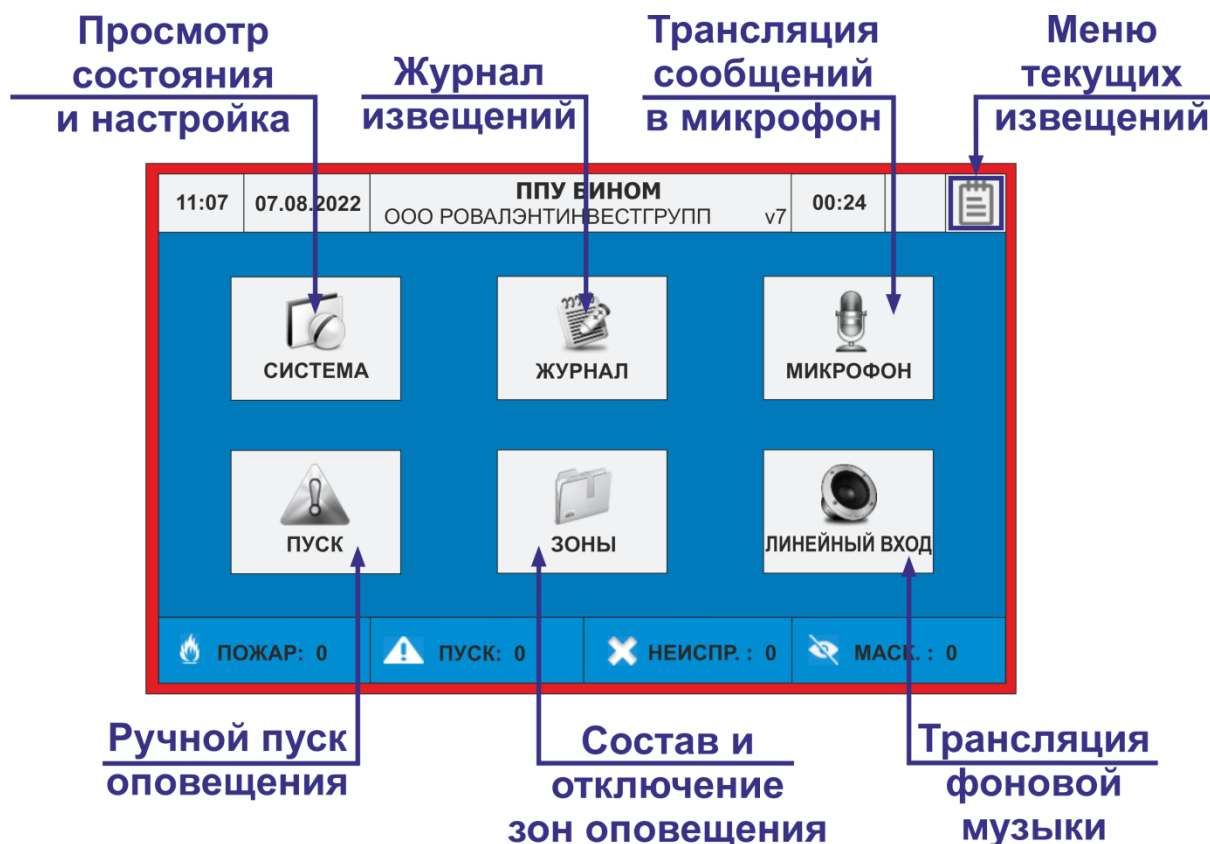 Просмотр
состояния
и настройка
Журнал
извещений
Трансляция
сообщений
в микрофон
Меню
текущих
извещений
11:07 07.08.2022 ППУ БИНОМ 00:24
ООО РОВАЛЭНТИНВЕСТГРУПП v7
СИСТЕМА ЖУРНАЛ МИКРОФОН
ПУСК ЗОНЫ ЛИНЕЙНЫЙ ВХОД
ПОЖАР: 0 ПУСК: 0 НЕИСПР. : 0 МАСК. : 0
Ручной пуск
оповещения
Состав и
отключение
зон оповещения
Трансляция
фоновой
музыки